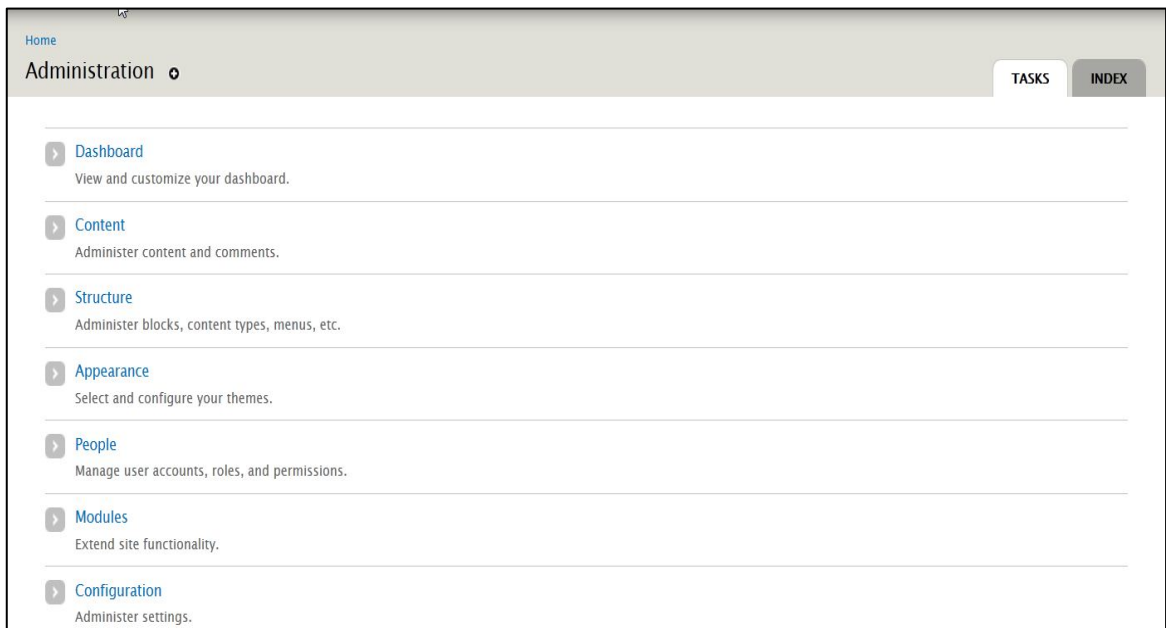 Home
Administration
TASKS
INDEX
Dashboard
View and customize your dashboard.
Content
Administer content and comments.
Structure
Administer blocks, content types, menus, etc.
Appearance
Select and configure your themes.
People
Manage user accounts, roles, and permissions.
Modules
Extend site functionality.
Configuration
Administer settings.